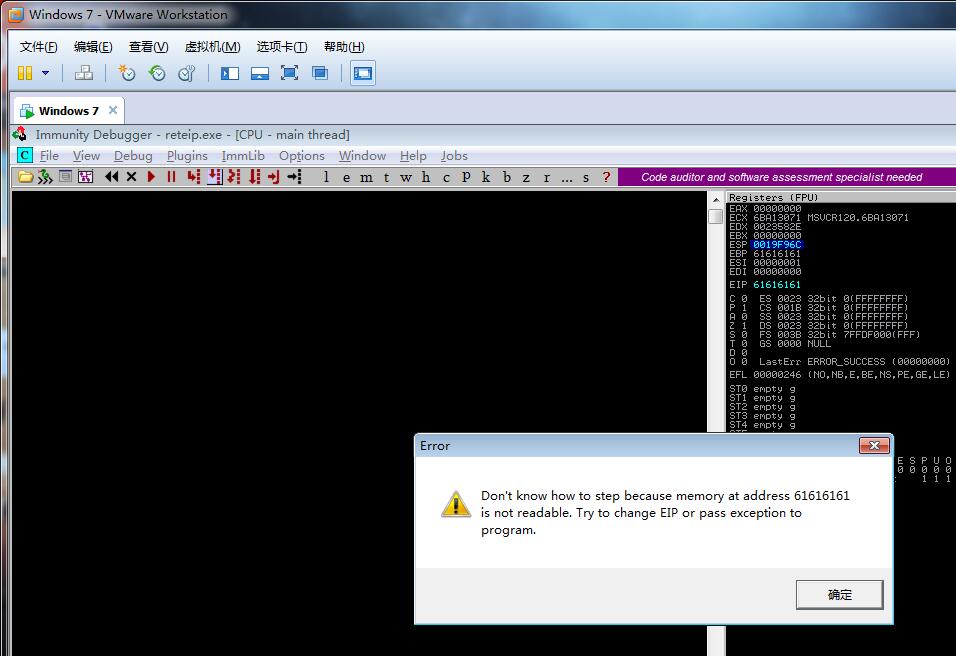 Windows 7 - VMware Workstation
文件(F) 编辑(E) 查看(V) 虚拟机(M) 选项卡(T) 帮助(H)
Windows 7
Immunity Debugger - reteip.exe - [CPU - main thread]
C File View Debug Plugins ImmLib Options Window Help Jobs
l e m t w h c P k b z r ... s ? Code auditor and software assessment specialist needed
Registers (FPU)
EAX 00000000
ECX 6BA13071 MSVCR120.6BA13071
EDX 0023582E
EBX 00000000
ESP 0019F96C
EBP 61616161
ESI 00000001
EDI 00000000
EIP 61616161
C 0 ES 0023 32bit 0(FFFFFFFF)
P 1 CS 001B 32bit 0(FFFFFFFF)
A 0 SS 0023 32bit 0(FFFFFFFF)
Z 1 DS 0023 32bit 0(FFFFFFFF)
S 0 FS 003B 32bit 7FFDF000(FFF)
T 0 GS 0000 NULL
D 0
O 0 LastErr ERROR_SUCCESS (00000000)
EFL 00000246 (NO,NB,E,BE,NS,PE,GE,LE)
ST0 empty g
ST1 empty g
ST2 empty g
ST3 empty g
ST4 empty g
Error
E S P U O
0 0 0 0 0
1 1 1
Don't know how to step because memory at address 61616161
is not readable. Try to change EIP or pass exception to
program.
确定